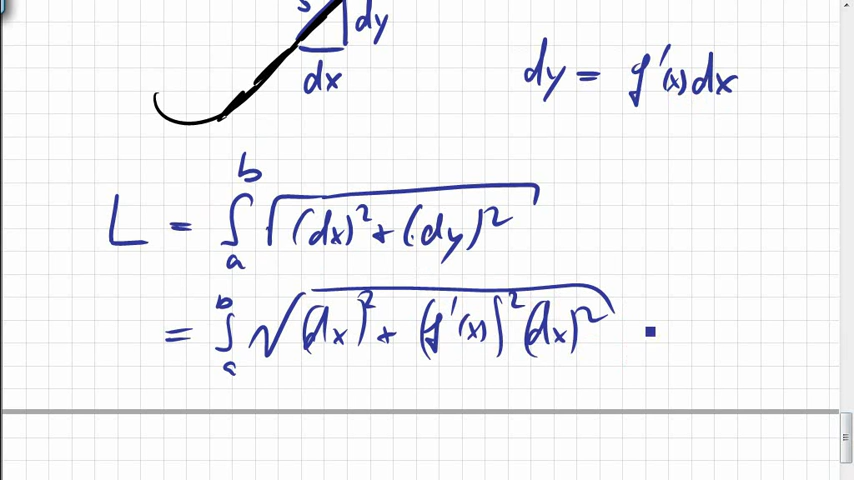 s dy
dx
dy = f'(x)dx
L = ∫_a^b √((dx)² + (dy)²)
= ∫_a^b √((dx)² + (f'(x))² (dx)²)